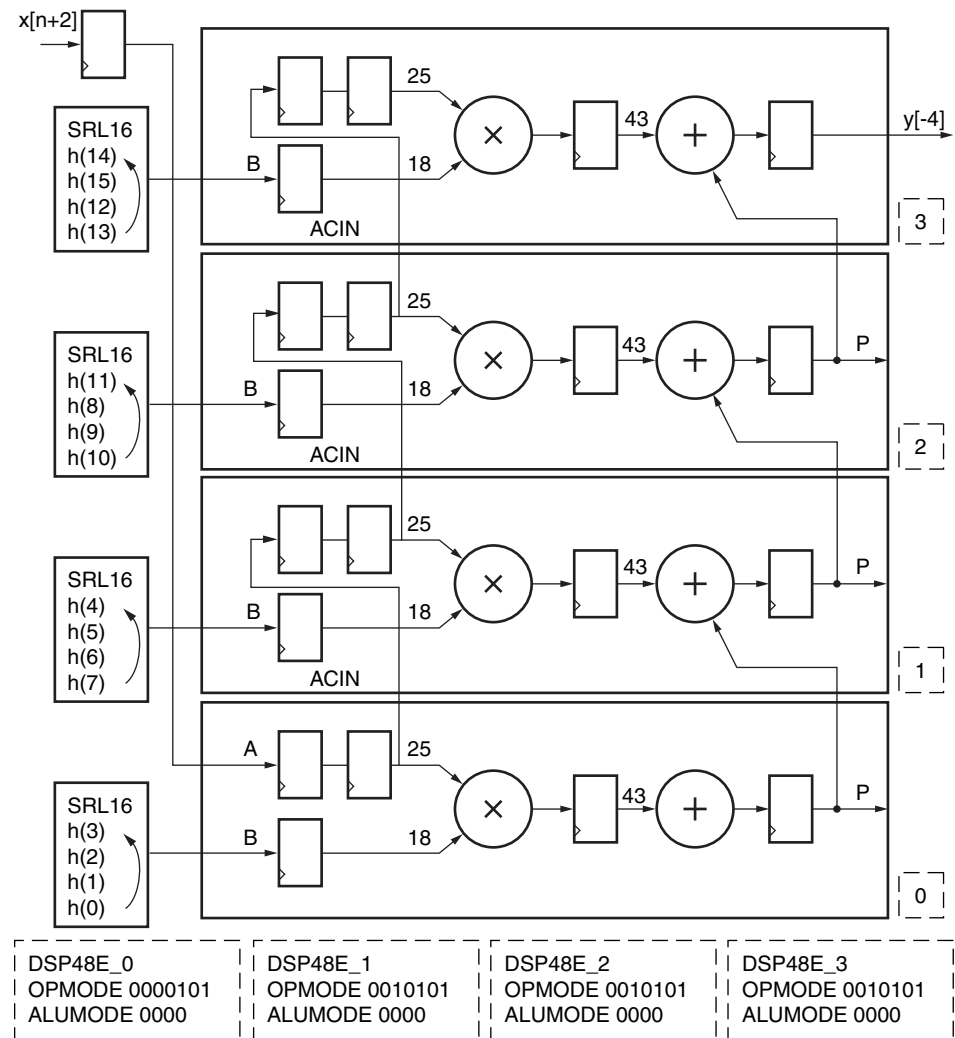 x[n+2]
25
SRL16
h(14)
h(15)
h(12)
h(13)
B
18
ACIN
×
43
+
y[-4]
3
25
SRL16
h(11)
h(8)
h(9)
h(10)
B
18
ACIN
×
43
+
P
2
25
SRL16
h(4)
h(5)
h(6)
h(7)
B
18
ACIN
×
43
+
P
1
A
25
SRL16
h(3)
h(2)
h(1)
h(0)
B
18
×
43
+
P
0
DSP48E_0
OPMODE 0000101
ALUMODE 0000
DSP48E_1
OPMODE 0010101
ALUMODE 0000
DSP48E_2
OPMODE 0010101
ALUMODE 0000
DSP48E_3
OPMODE 0010101
ALUMODE 0000